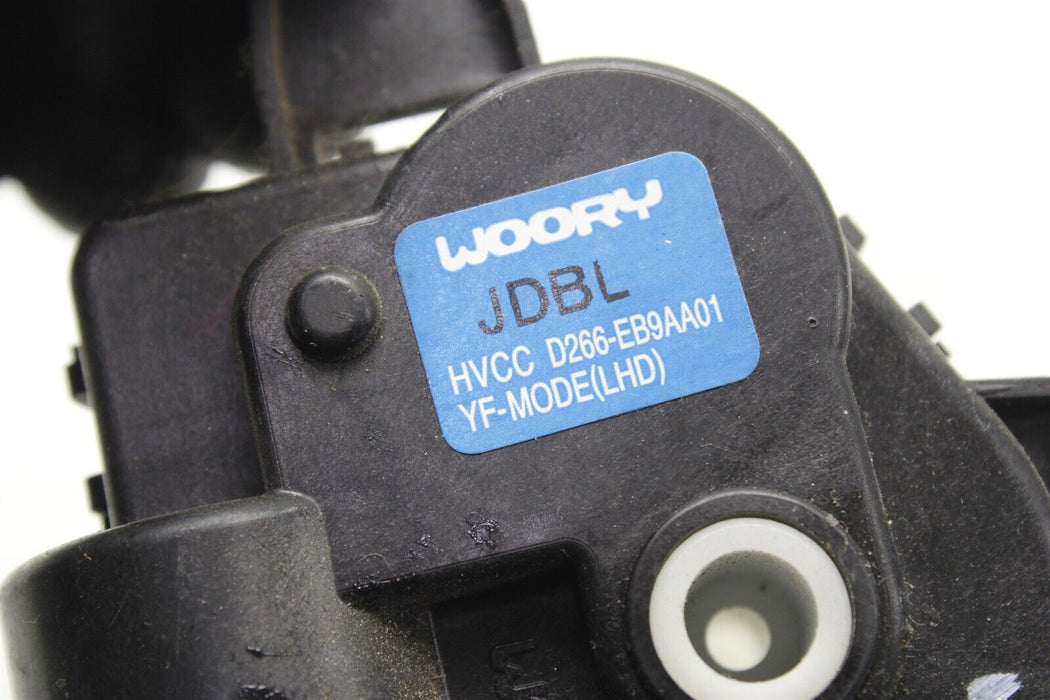 WOORY
JDBL
HVCC D266-EB9AA01
YF-MODE(LHD)